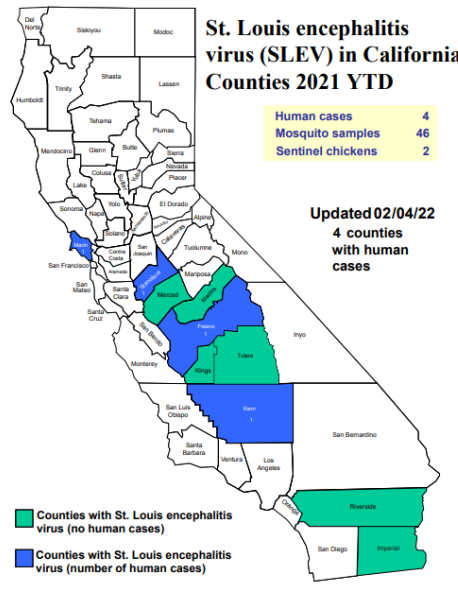 St. Louis encephalitis
virus (SLEV) in California
Counties 2021 YTD
Human cases 4
Mosquito samples 46
Sentinel chickens 2
Updated 02/04/22
4 counties
with human
cases
Del
Norte
Siskiyou
Modoc
Humboldt
Trinity
Shasta
Lassen
Tehama
Plumas
Mendocino
Glenn
Butte
Sierra
Colusa
Sutter
Yuba
Nevada
Placer
Lake
Sonoma
Napa
Yolo
El Dorado
Alpine
Solano
Calaveras
Marin
Contra
Costa
San
Joaquin
Tuolumne
Mono
San Francisco
Alameda
Stanislaus
Mariposa
San
Mateo
Santa
Clara
Merced
Madera
Santa
Cruz
San Benito
Fresno
1
Inyo
Monterey
Kings
Tulare
San Luis
Obispo
Kern
1
San Bernardino
Santa
Barbara
Ventura
Los
Angeles
Orange
Riverside
San Diego
Imperial
Counties with St. Louis encephalitis
virus (no human cases)
Counties with St. Louis encephalitis
virus (number of human cases)